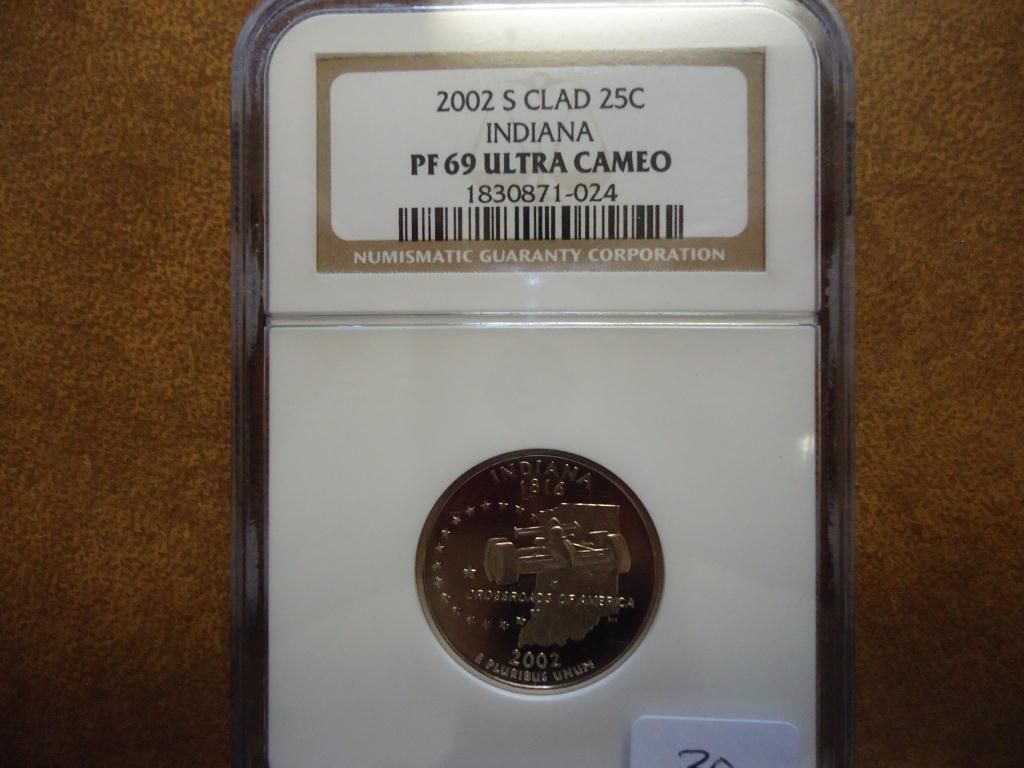 2002 S CLAD 25C
INDIANA
PF 69 ULTRA CAMEO
1830871-024
NUMISMATIC GUARANTY CORPORATION
INDIANA
1816
CROSSROADS OF AMERICA
2002
E PLURIBUS UNUM